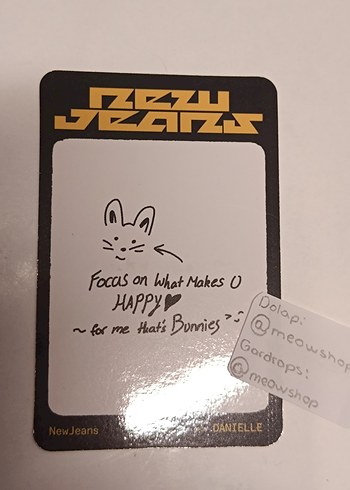 NEW
JEANS
Focus on What Makes U
HAPPY♥
~ for me that's Bunnies
NewJeans
DANIELLE
Dolap:
@meowshop
Gardrops:
@meowshop